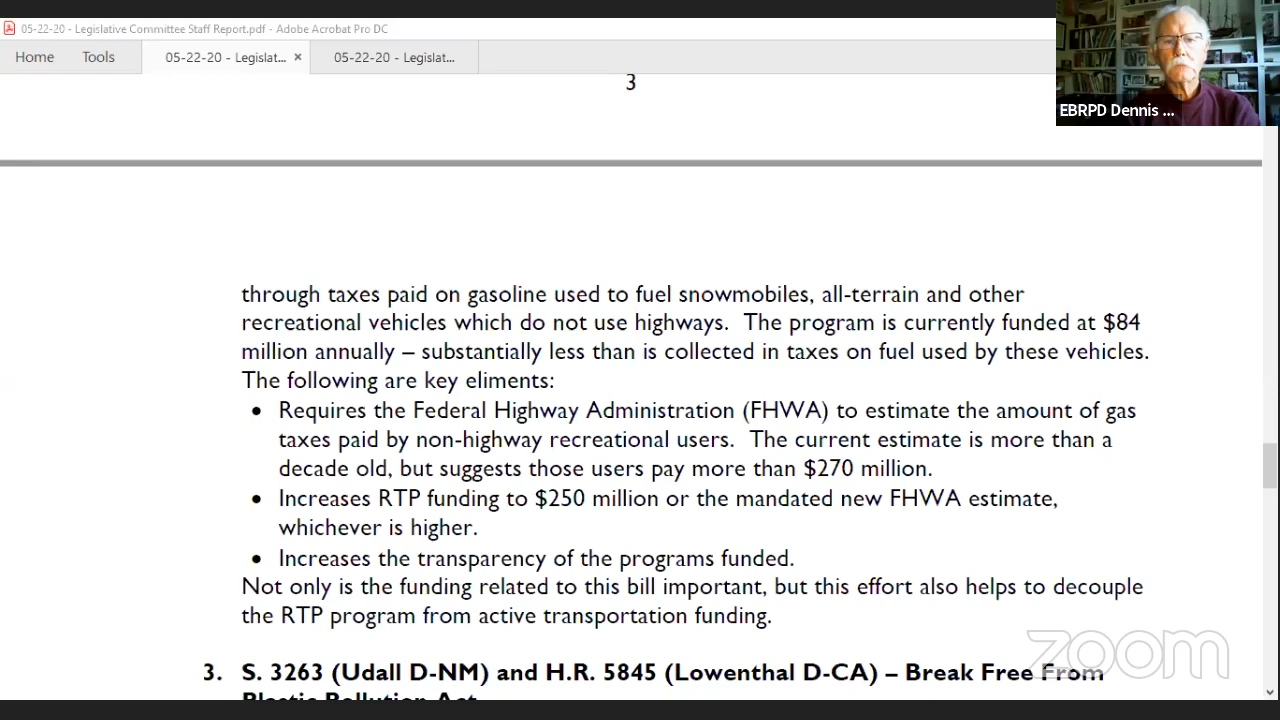 05-22-20 - Legislative Committee Staff Report.pdf - Adobe Acrobat Pro DC
Home Tools 05-22-20 - Legislat... × 05-22-20 - Legislat...
EBRPD Dennis ...
3
through taxes paid on gasoline used to fuel snowmobiles, all-terrain and other
recreational vehicles which do not use highways. The program is currently funded at $84
million annually – substantially less than is collected in taxes on fuel used by these vehicles.
The following are key eliments:
• Requires the Federal Highway Administration (FHWA) to estimate the amount of gas
taxes paid by non-highway recreational users. The current estimate is more than a
decade old, but suggests those users pay more than $270 million.
• Increases RTP funding to $250 million or the mandated new FHWA estimate,
whichever is higher.
• Increases the transparency of the programs funded.
Not only is the funding related to this bill important, but this effort also helps to decouple
the RTP program from active transportation funding.
zoom
3. S. 3263 (Udall D-NM) and H.R. 5845 (Lowenthal D-CA) – Break Free From
Plastic Pollution Act